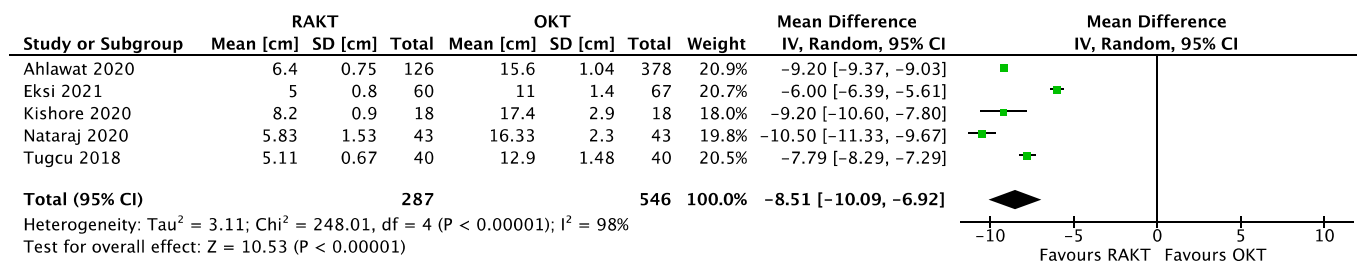 RAKT OKT Mean Difference Mean Difference
Study or Subgroup Mean [cm] SD [cm] Total Mean [cm] SD [cm] Total Weight IV, Random, 95% CI IV, Random, 95% CI
Ahlawat 2020 6.4 0.75 126 15.6 1.04 378 20.9% −9.20 [−9.37, −9.03]
Eksi 2021 5 0.8 60 11 1.4 67 20.7% −6.00 [−6.39, −5.61]
Kishore 2020 8.2 0.9 18 17.4 2.9 18 18.0% −9.20 [−10.60, −7.80]
Nataraj 2020 5.83 1.53 43 16.33 2.3 43 19.8% −10.50 [−11.33, −9.67]
Tugcu 2018 5.11 0.67 40 12.9 1.48 40 20.5% −7.79 [−8.29, −7.29]
Total (95% CI) 287 546 100.0% −8.51 [−10.09, −6.92]
Heterogeneity: Tau² = 3.11; Chi² = 248.01, df = 4 (P < 0.00001); I² = 98%
Test for overall effect: Z = 10.53 (P < 0.00001)
−10 −5 0 5 10
Favours RAKT Favours OKT